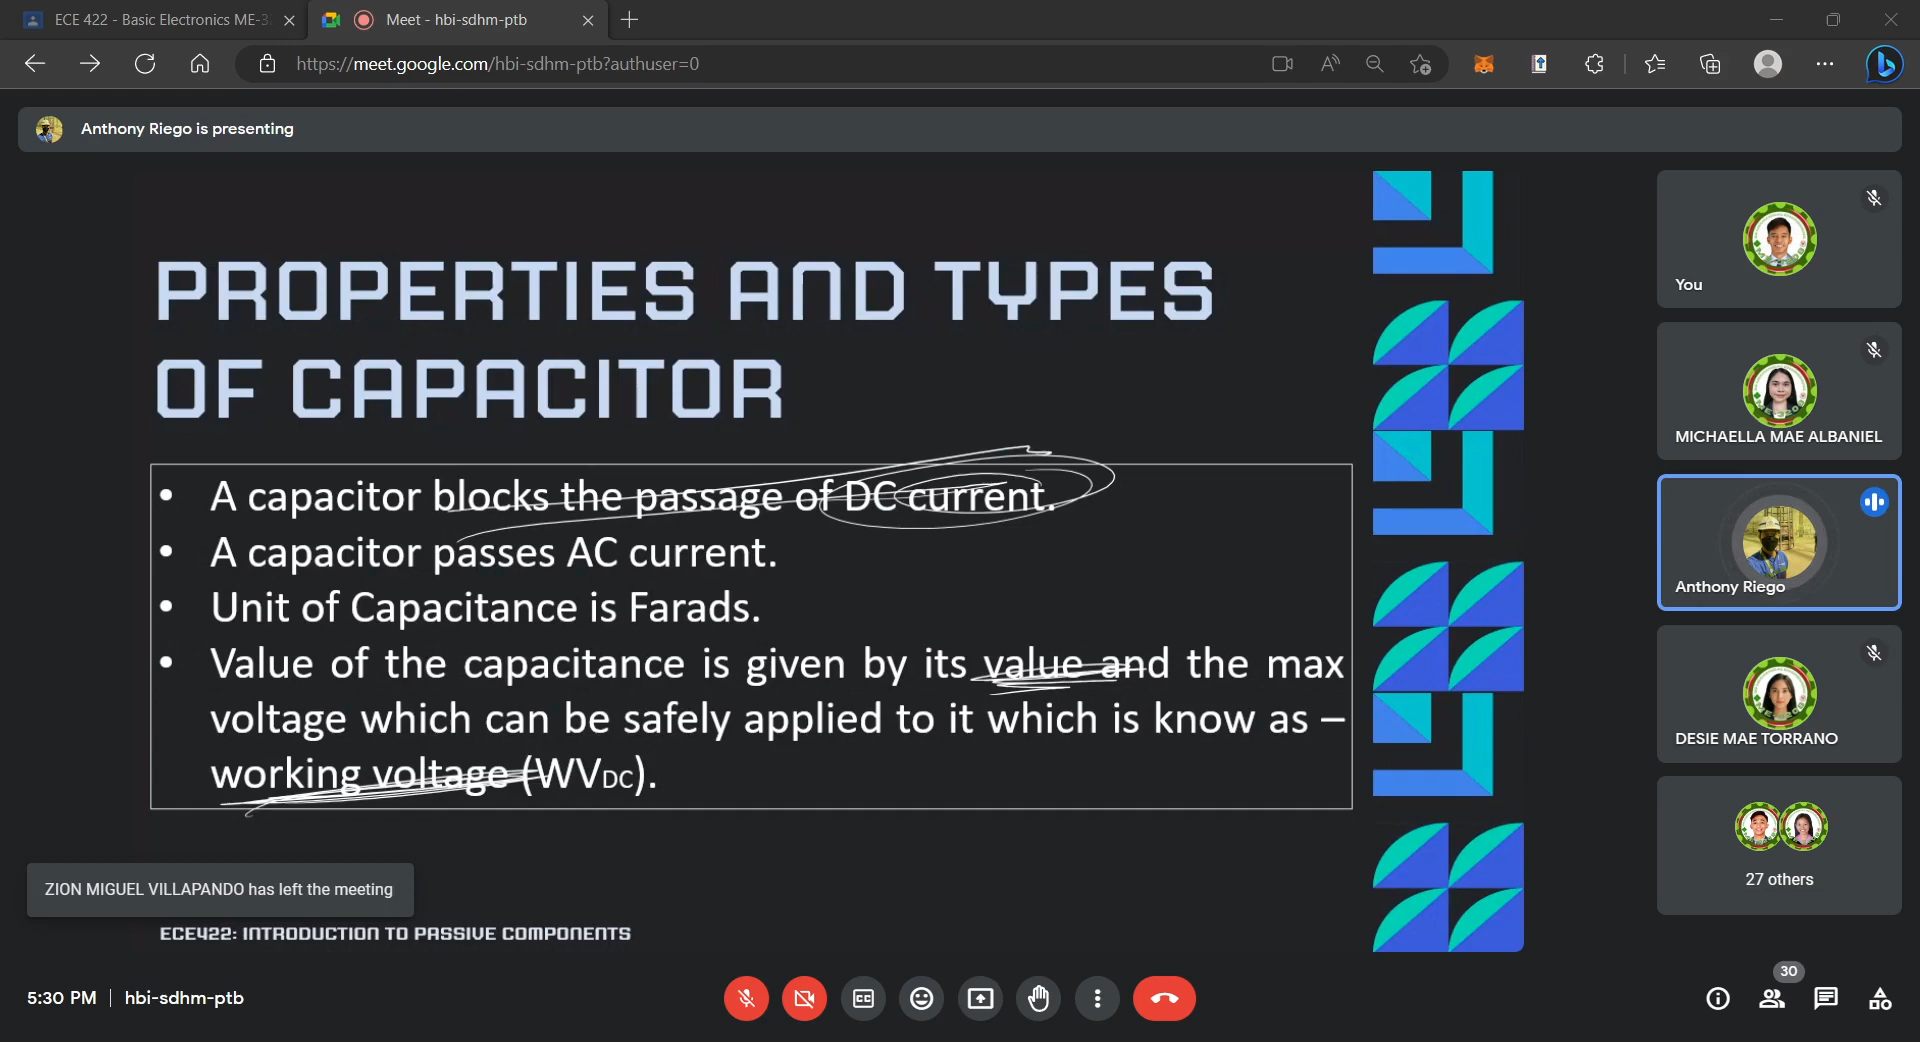 ECE 422 - Basic Electronics ME-3
Meet - hbi-sdhm-ptb
https://meet.google.com/hbi-sdhm-ptb?authuser=0
Anthony Riego is presenting
PROPERTIES AND TYPES
OF CAPACITOR
• A capacitor blocks the passage of DC current.
• A capacitor passes AC current.
• Unit of Capacitance is Farads.
• Value of the capacitance is given by its value and the max
voltage which can be safely applied to it which is know as –
working voltage (WVDC).
ZION MIGUEL VILLAPANDO has left the meeting
ECE422: INTRODUCTION TO PASSIVE COMPONENTS
You
MICHAELLA MAE ALBANIEL
Anthony Riego
DESIE MAE TORRANO
27 others
5:30 PM | hbi-sdhm-ptb
CC
30